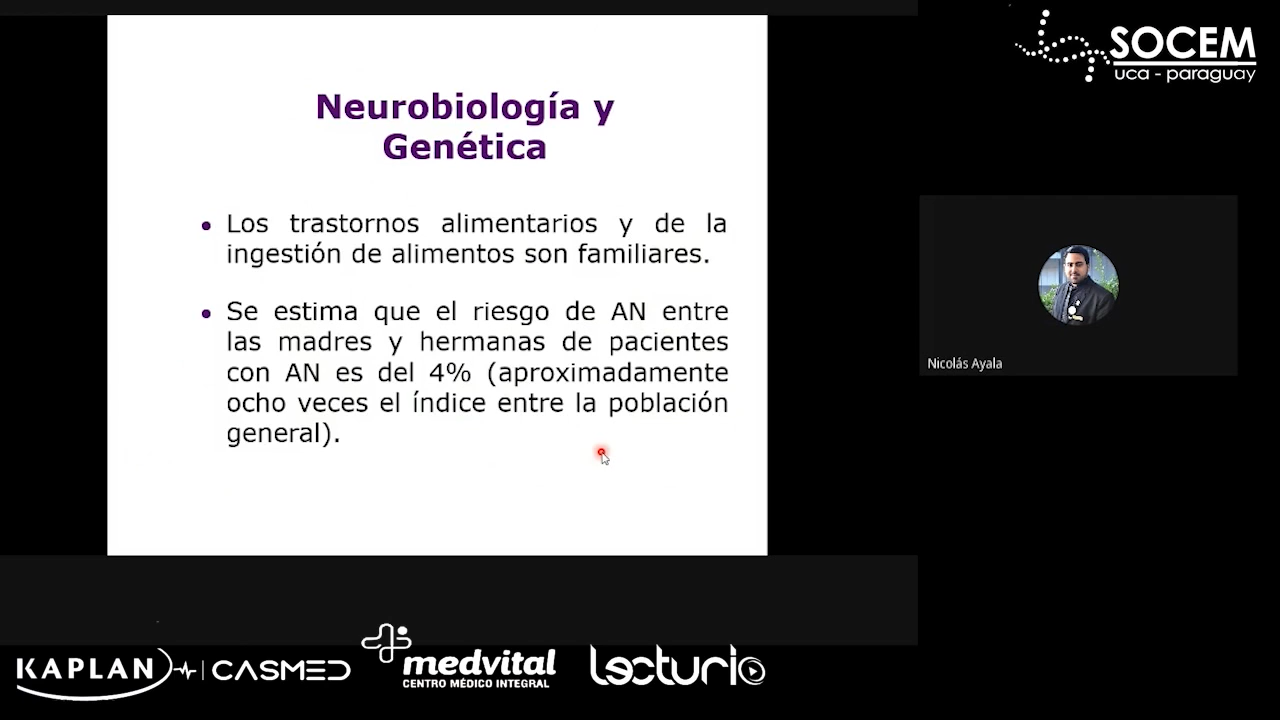 SOCEM
uca - paraguay
Neurobiología y
Genética
• Los trastornos alimentarios y de la
ingestión de alimentos son familiares.
• Se estima que el riesgo de AN entre
las madres y hermanas de pacientes
con AN es del 4% (aproximadamente
ocho veces el índice entre la población
general).
Nicolás Ayala
KAPLAN | CASMED
medvital
CENTRO MÉDICO INTEGRAL
lecturio